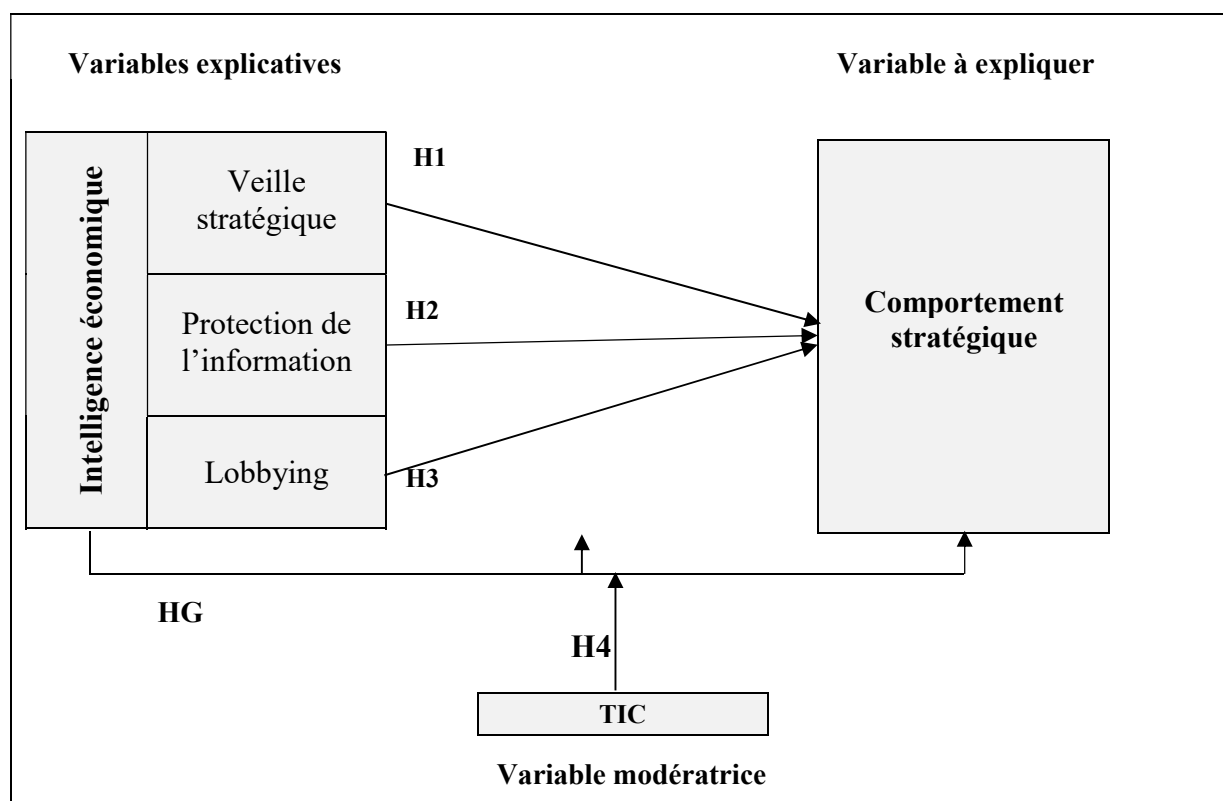 Variables explicatives
Variable à expliquer
Intelligence économique
Veille
stratégique
Protection de
l’information
Lobbying
H1
H2
H3
Comportement
stratégique
HG
H4
TIC
Variable modératrice